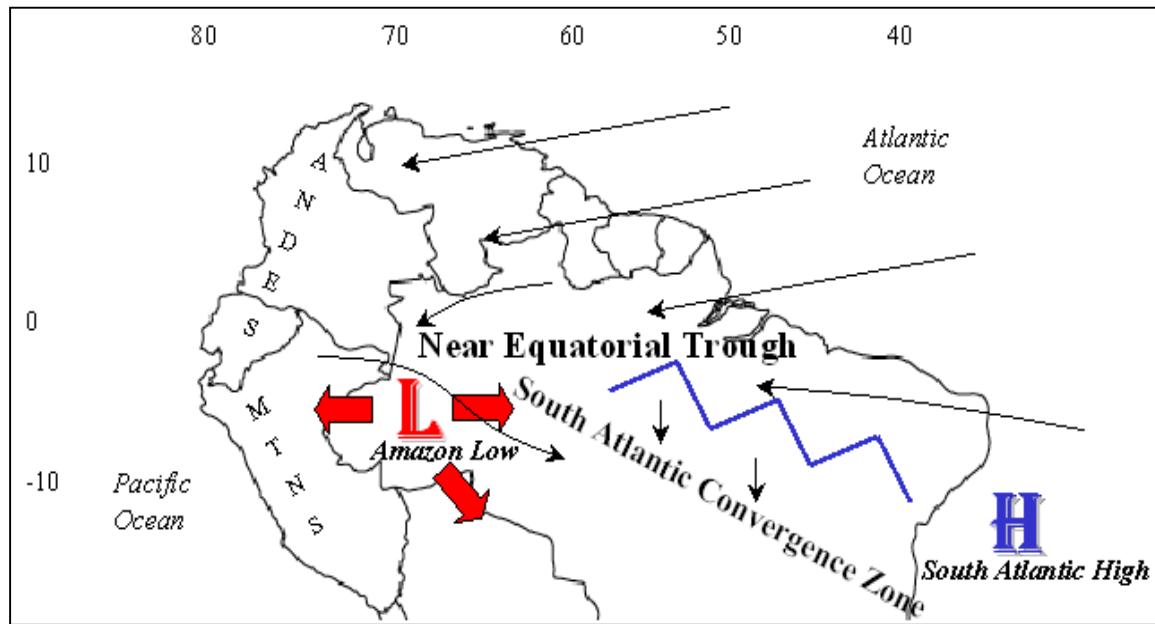 80 70 60 50 40
Atlantic
Ocean
10
A
N
D
E
S
0
Near Equatorial Trough
South Atlantic Convergence Zone
M
T
N
S
L
Amazon Low
-10
Pacific
Ocean
H
South Atlantic High